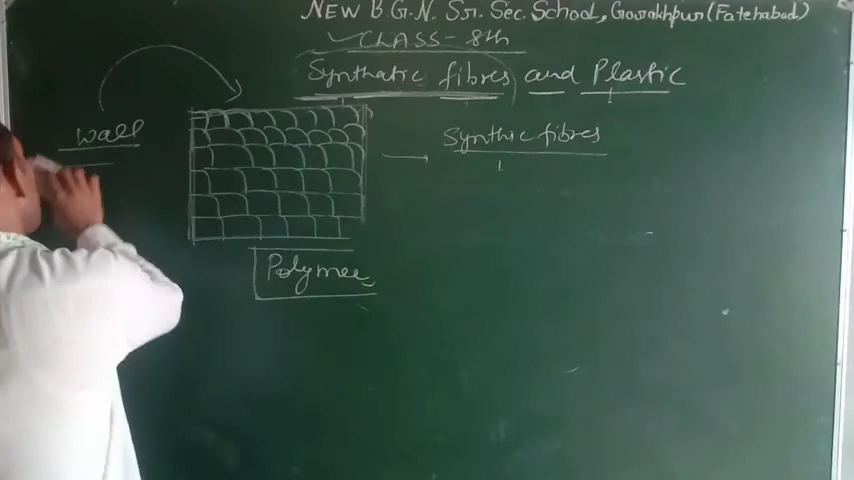 NEW B.G.N. Sr. Sec. School, Gorakhpur (Fatehabad)
CLASS - 8th
Synthatic fibres and Plastic
wall
Synthic fibres
Polymer